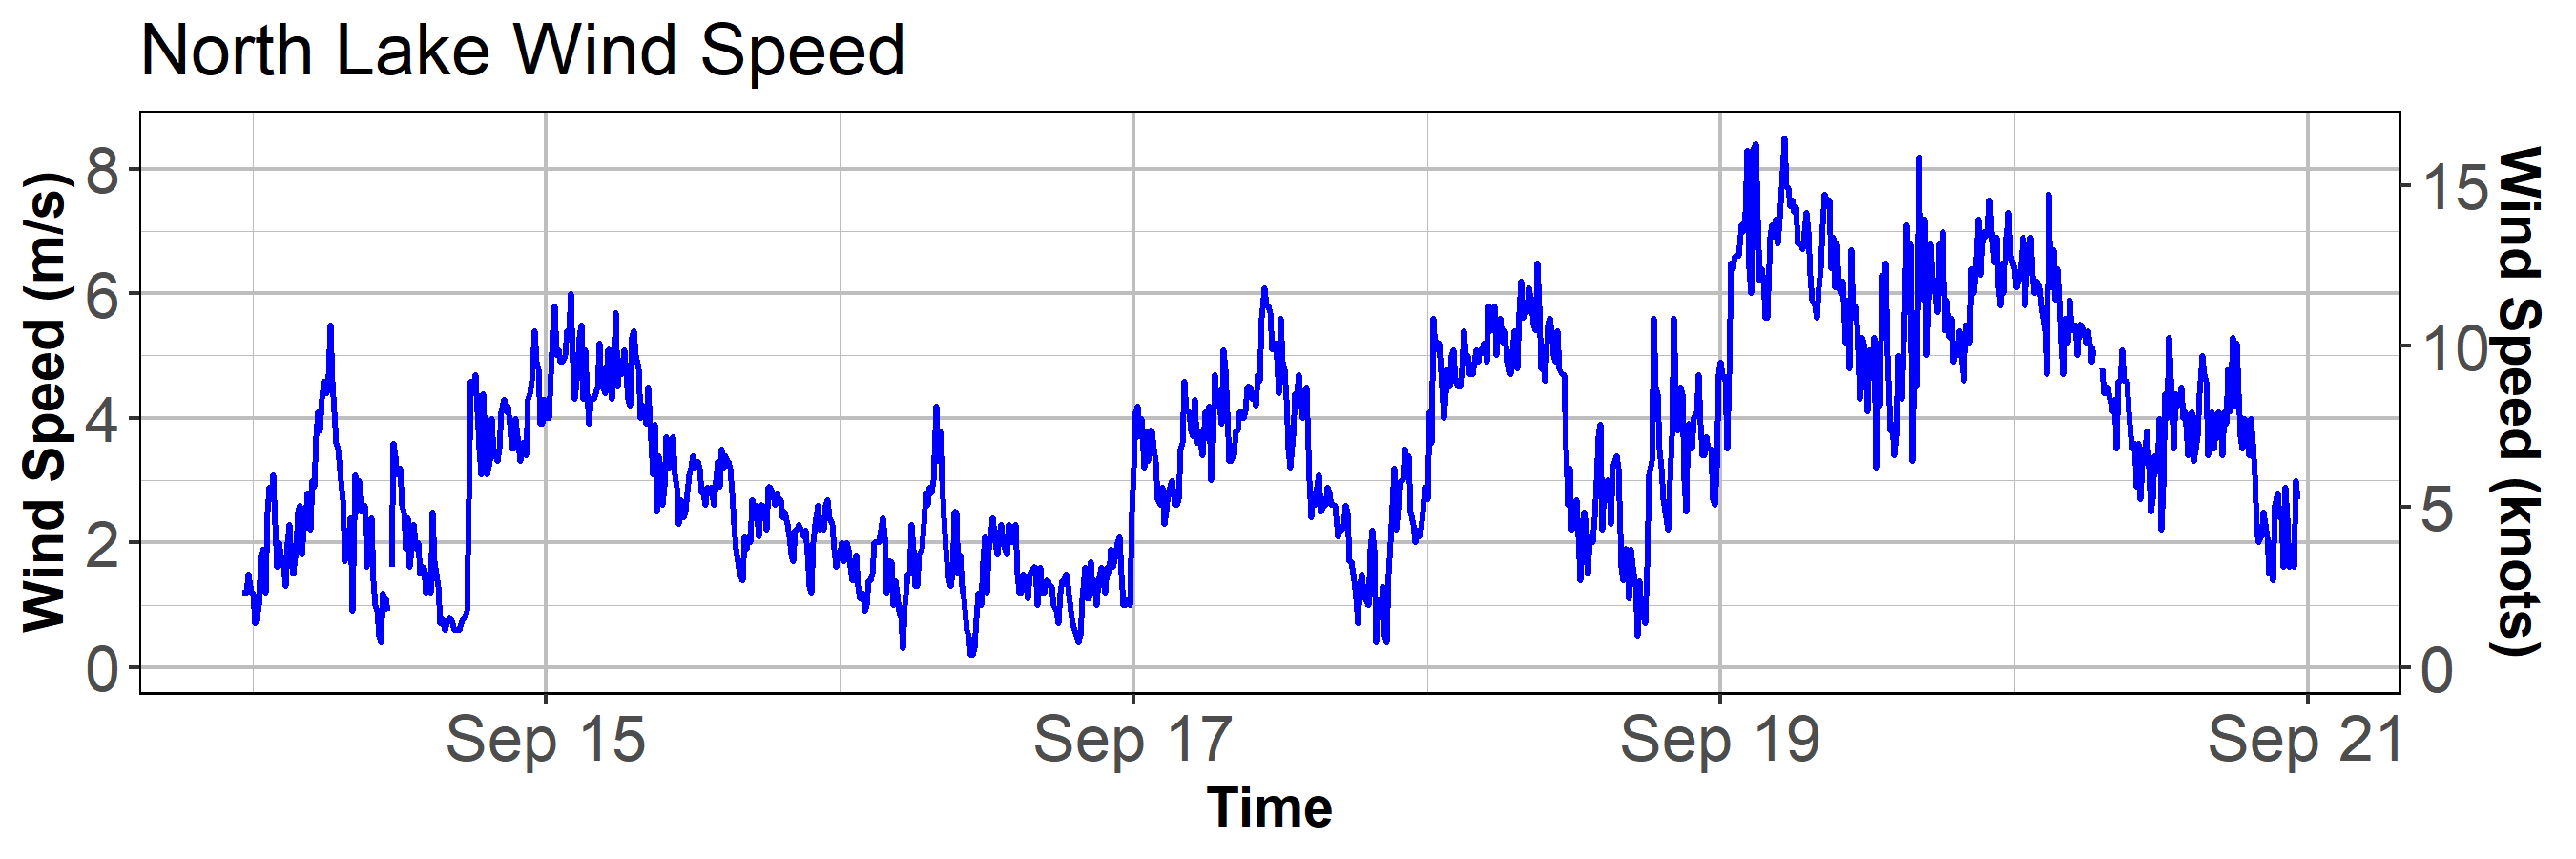 North Lake Wind Speed
Wind Speed (m/s)
8
6
4
2
0
15
10
5
0
Wind Speed (knots)
Sep 15 Sep 17 Sep 19 Sep 21
Time